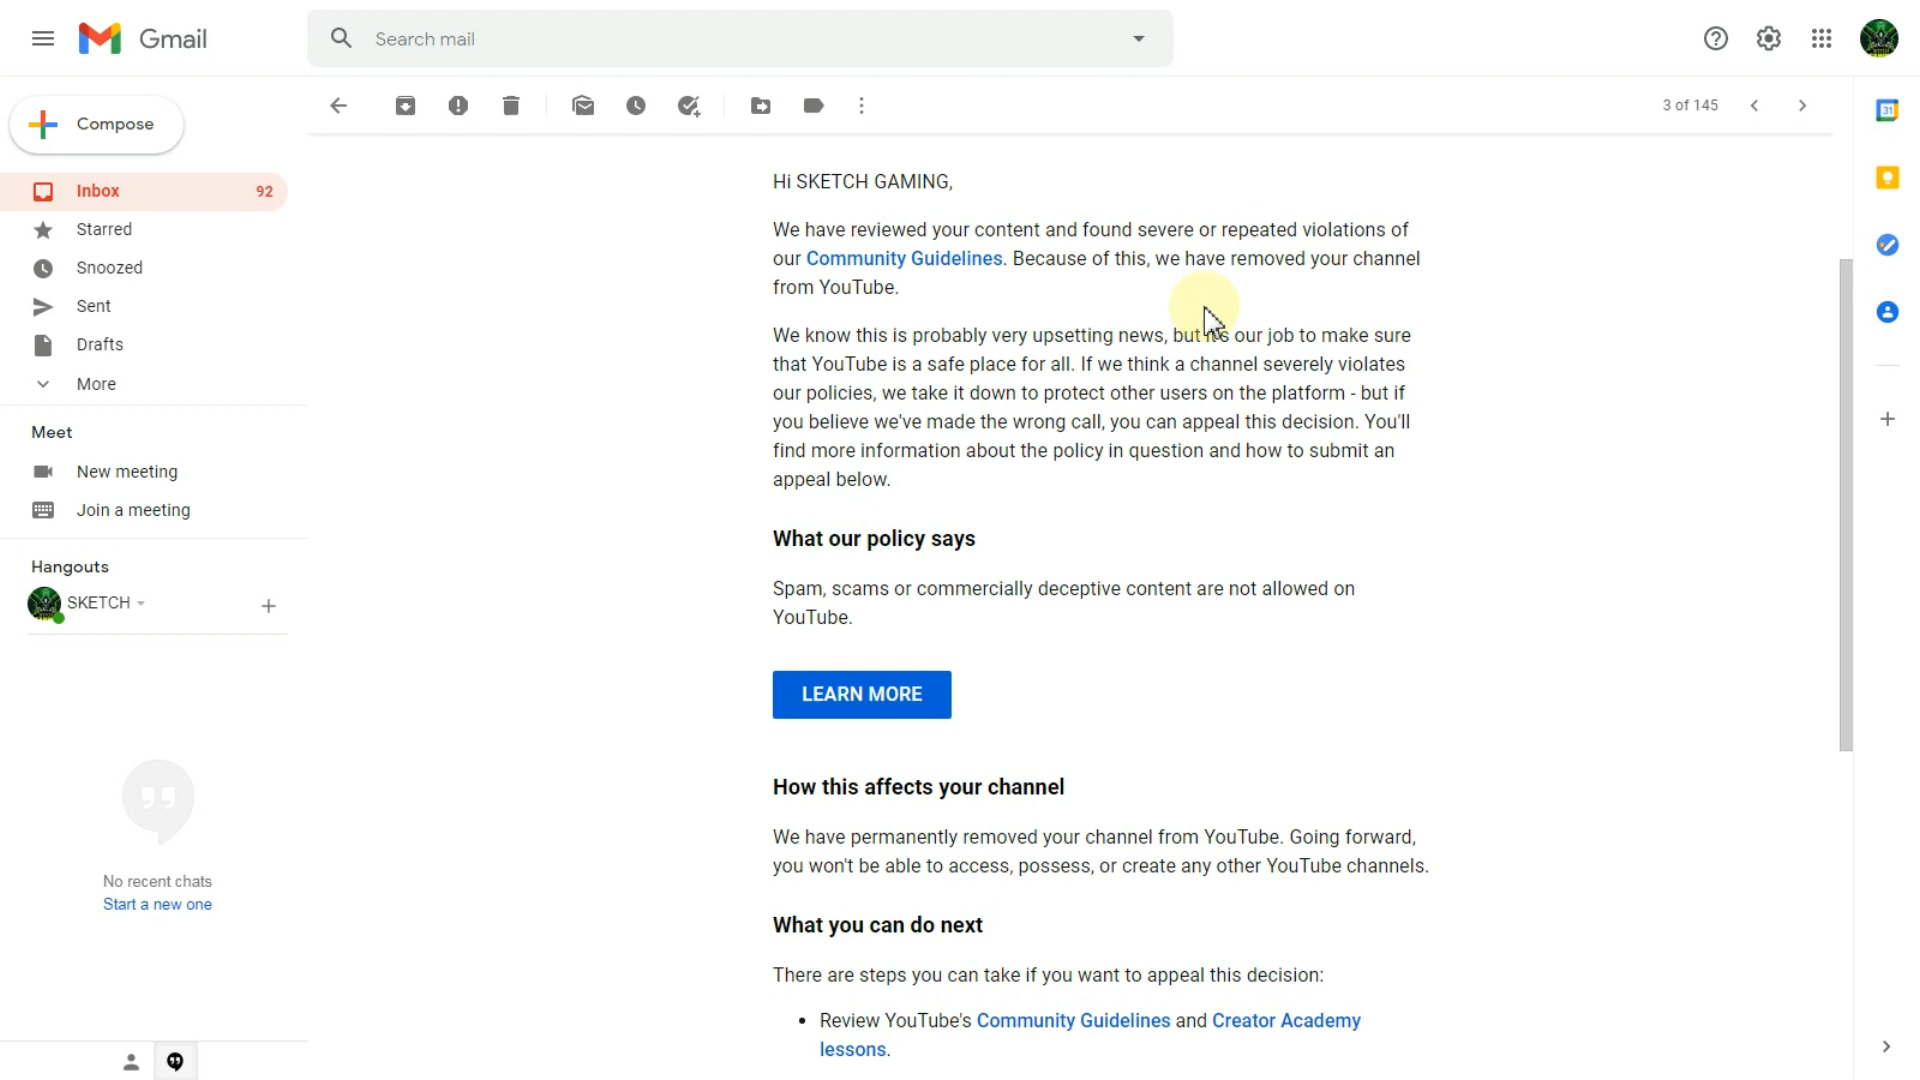 Gmail
Search mail
Compose
3 of 145
31
Inbox 92
Starred
Snoozed
Sent
Drafts
More
Meet
New meeting
Join a meeting
Hangouts
SKETCH
No recent chats
Start a new one
Hi SKETCH GAMING,
We have reviewed your content and found severe or repeated violations of
our Community Guidelines. Because of this, we have removed your channel
from YouTube.
We know this is probably very upsetting news, but it's our job to make sure
that YouTube is a safe place for all. If we think a channel severely violates
our policies, we take it down to protect other users on the platform - but if
you believe we've made the wrong call, you can appeal this decision. You'll
find more information about the policy in question and how to submit an
appeal below.
What our policy says
Spam, scams or commercially deceptive content are not allowed on
YouTube.
LEARN MORE
How this affects your channel
We have permanently removed your channel from YouTube. Going forward,
you won't be able to access, possess, or create any other YouTube channels.
What you can do next
There are steps you can take if you want to appeal this decision:
• Review YouTube's Community Guidelines and Creator Academy
lessons.